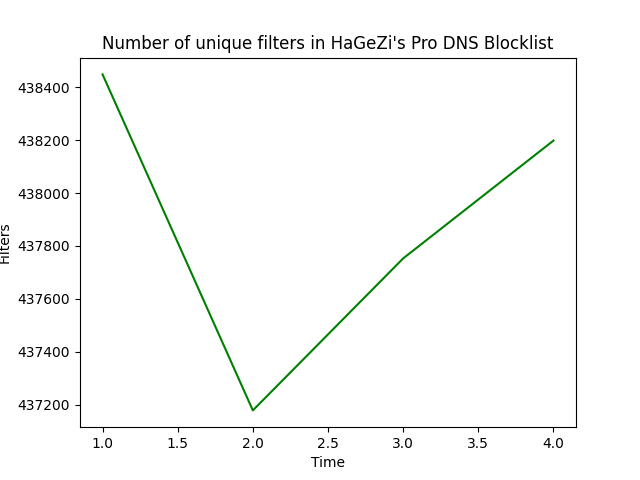 Number of unique filters in HaGeZi's Pro DNS Blocklist
438400
438200
438000
437800
437600
437400
437200
Filters
1.0 1.5 2.0 2.5 3.0 3.5 4.0
Time